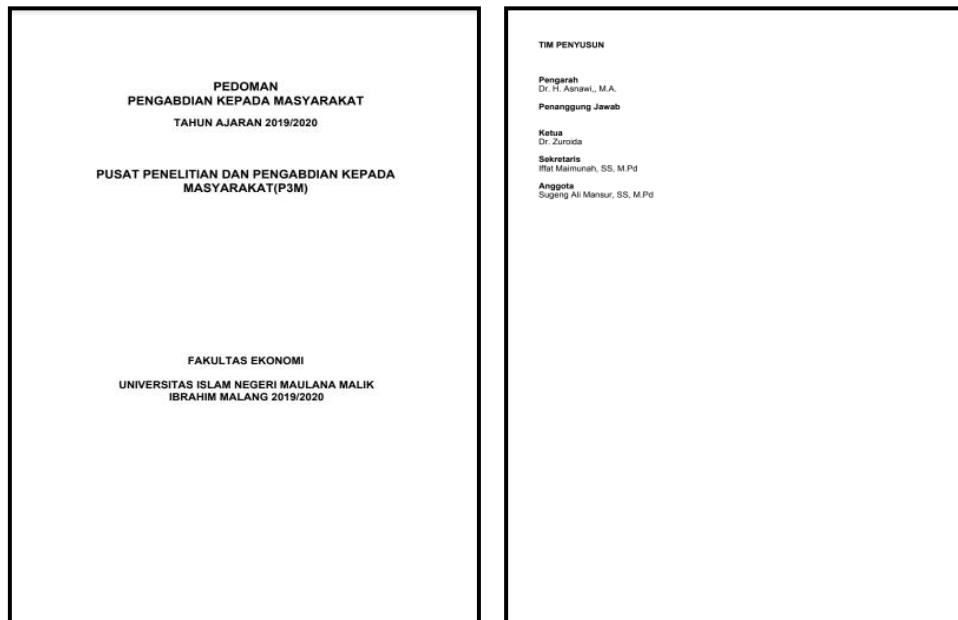 PEDOMAN
PENGABDIAN KEPADA MASYARAKAT
TAHUN AJARAN 2019/2020
PUSAT PENELITIAN DAN PENGABDIAN KEPADA
MASYARAKAT(P3M)
FAKULTAS EKONOMI
UNIVERSITAS ISLAM NEGERI MAULANA MALIK
IBRAHIM MALANG 2019/2020
TIM PENYUSUN
Pengarah
Dr. H. Asnawi,, M.A.
Penanggung Jawab
Ketua
Dr. Zuroida
Sekretaris
Iffat Maimunah, SS, M.Pd
Anggota
Sugeng Ali Mansur, SS, M.Pd